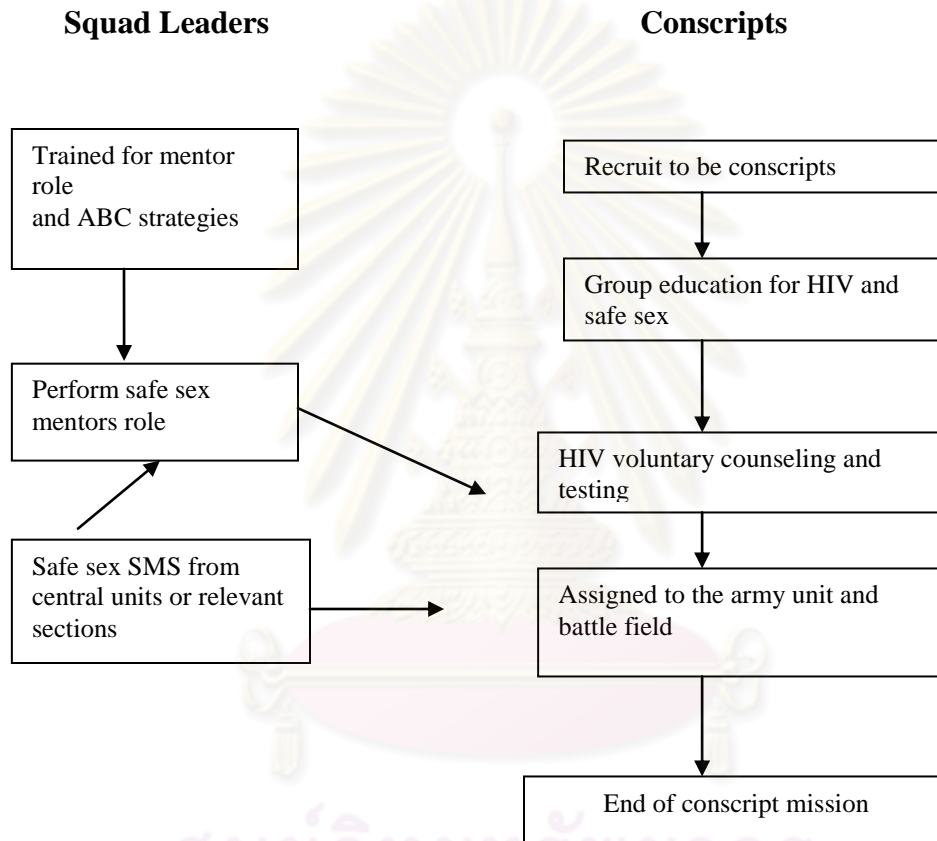 Squad Leaders
Conscripts
Trained for mentor
role
and ABC strategies
Recruit to be conscripts
Group education for HIV and
safe sex
Perform safe sex
mentors role
HIV voluntary counseling and
testing
Safe sex SMS from
central units or relevant
sections
Assigned to the army unit and
battle field
End of conscript mission